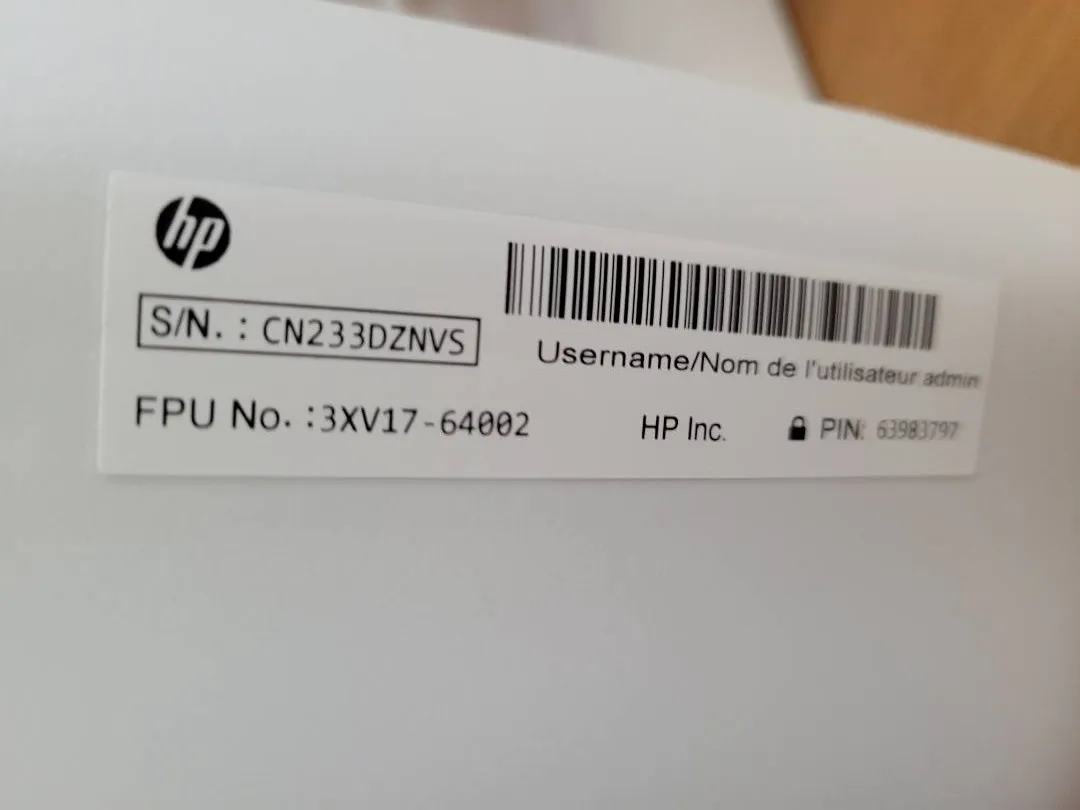 hp
S/N. : CN233DZNVS
Username/Nom de l'utilisateur admin
FPU No. :3XV17-64002
HP Inc.
PIN: 63983797